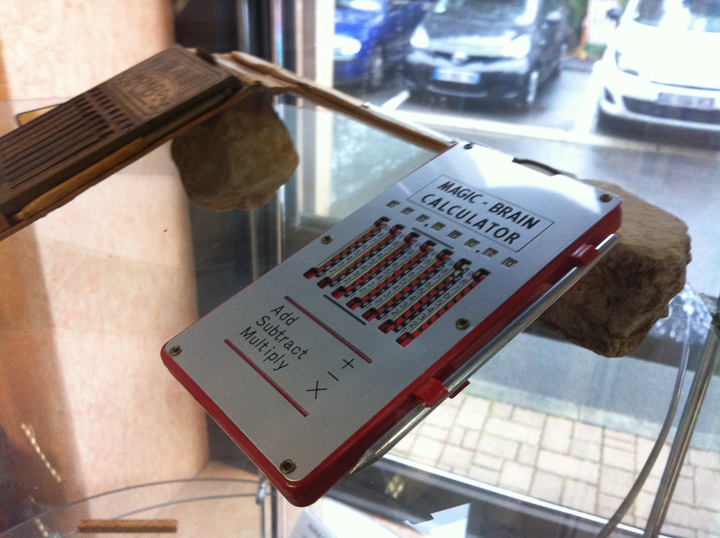 MAGIC - BRAIN
CALCULATOR
Add +
Subtract −
Multiply ×